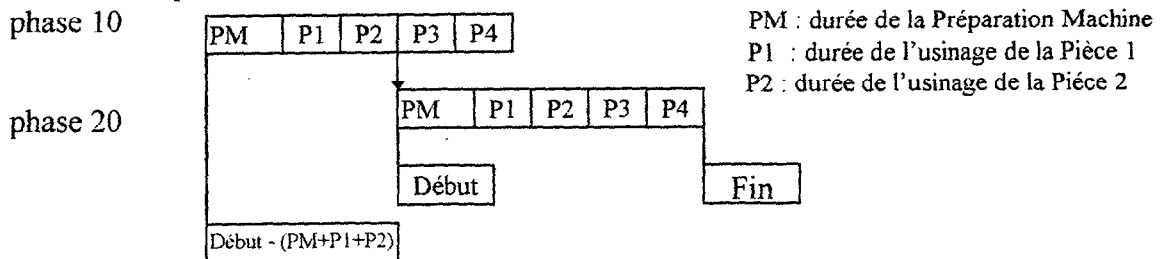 phase 10
PM P1 P2 P3 P4
PM : durée de la Préparation Machine
P1 : durée de l'usinage de la Pièce 1
P2 : durée de l'usinage de la Piéce 2
phase 20
PM P1 P2 P3 P4
Début
Fin
Début - (PM+P1+P2)